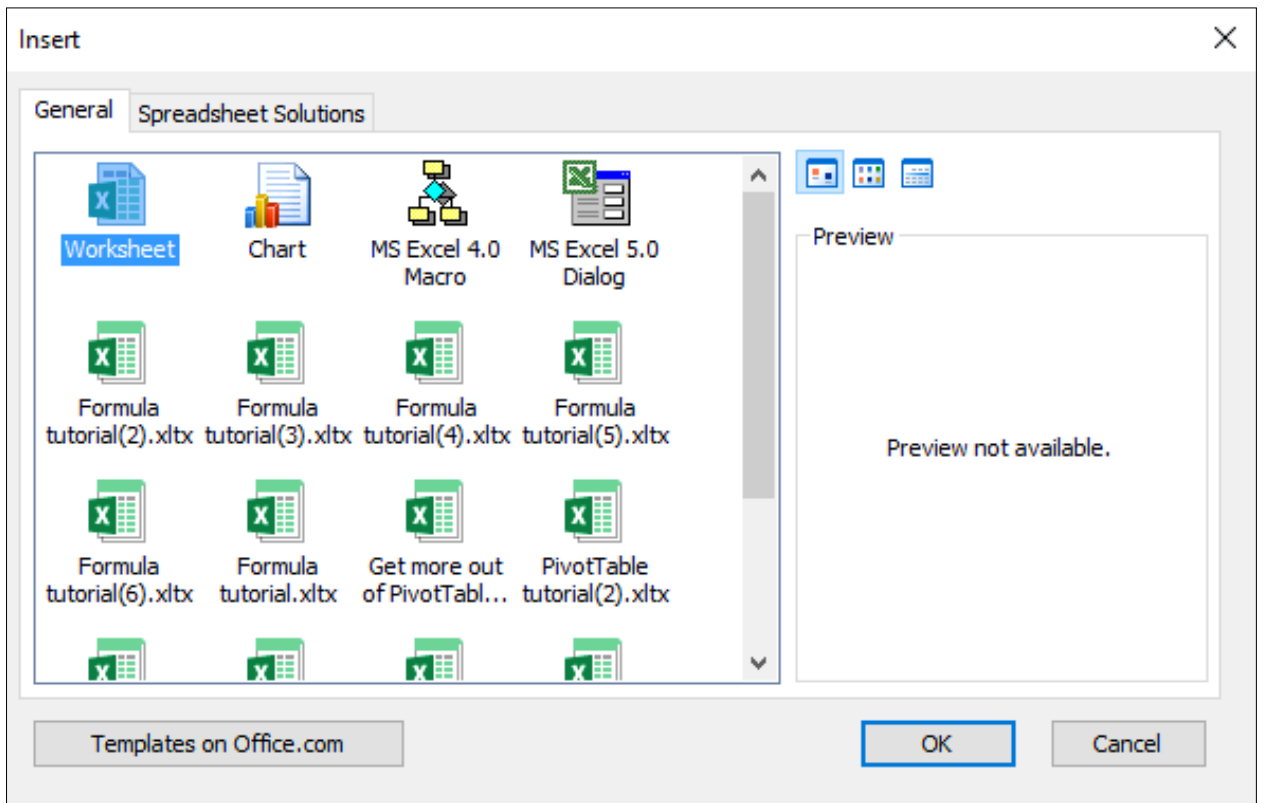 Insert
General Spreadsheet Solutions
Worksheet Chart MS Excel 4.0 MS Excel 5.0
Macro Dialog
Preview
Preview not available.
Formula Formula Formula Formula
tutorial(2).xltx tutorial(3).xltx tutorial(4).xltx tutorial(5).xltx
Formula Formula Get more out PivotTable
tutorial(6).xltx tutorial.xltx of PivotTabl... tutorial(2).xltx
Templates on Office.com OK Cancel